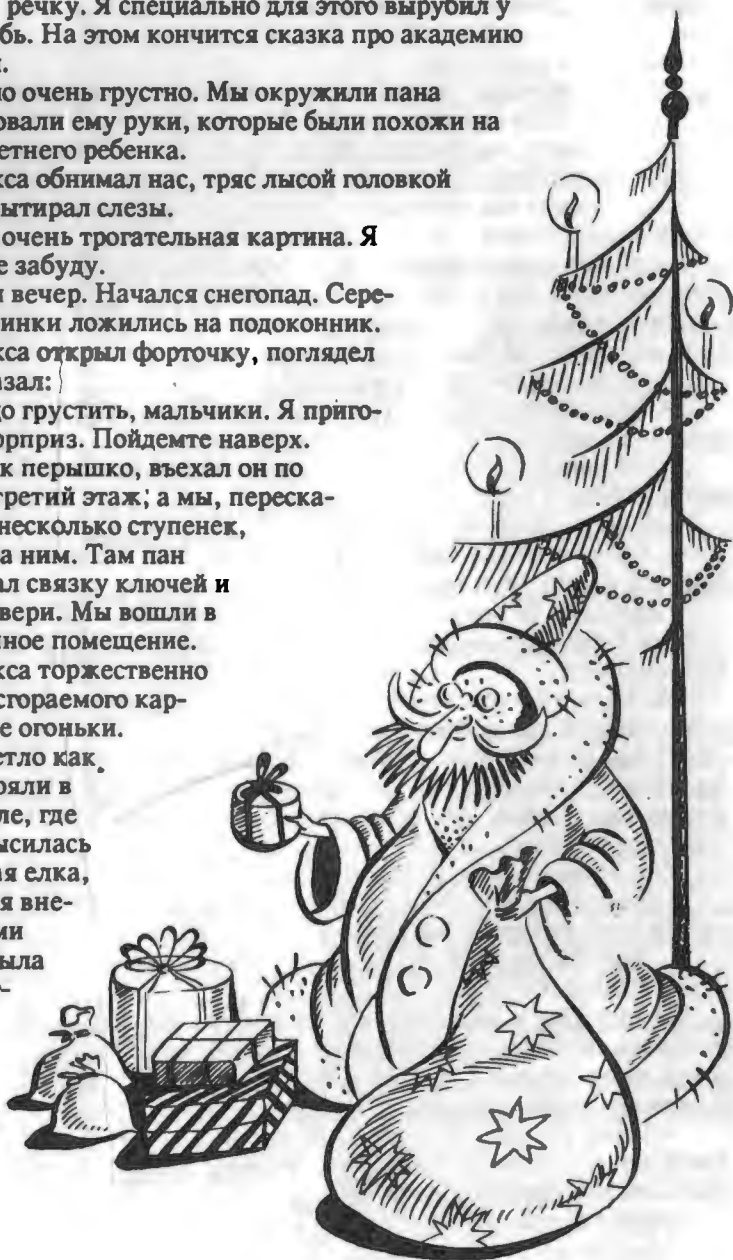 речку. Я специально для этого вырубил у
бь. На этом кончится сказка про академию
.
о очень грустно. Мы окружили пана
овали ему руки, которые были похожи на
етнего ребенка.
кса обнимал нас, тряс лысой головкой
ытирал слезы.
очень трогательная картина. Я
е забуду.
и вечер. Начался снегопад. Сере-
инки ложились на подоконник.
кса открыл форточку, поглядел
азал:
до грустить, мальчики. Я приго-
юрприз. Пойдемте наверх.
к перышко, въехал он по
третий этаж; а мы, переска-
несколько ступенек,
а ним. Там пан
ал связку ключей и
вери. Мы вошли в
ное помещение.
кса торжественно
сгораемого кар-
е огоньки.
етло как
ояли в
ле, где
ысилась
ая елка,
я вне-
ми
ыла
-